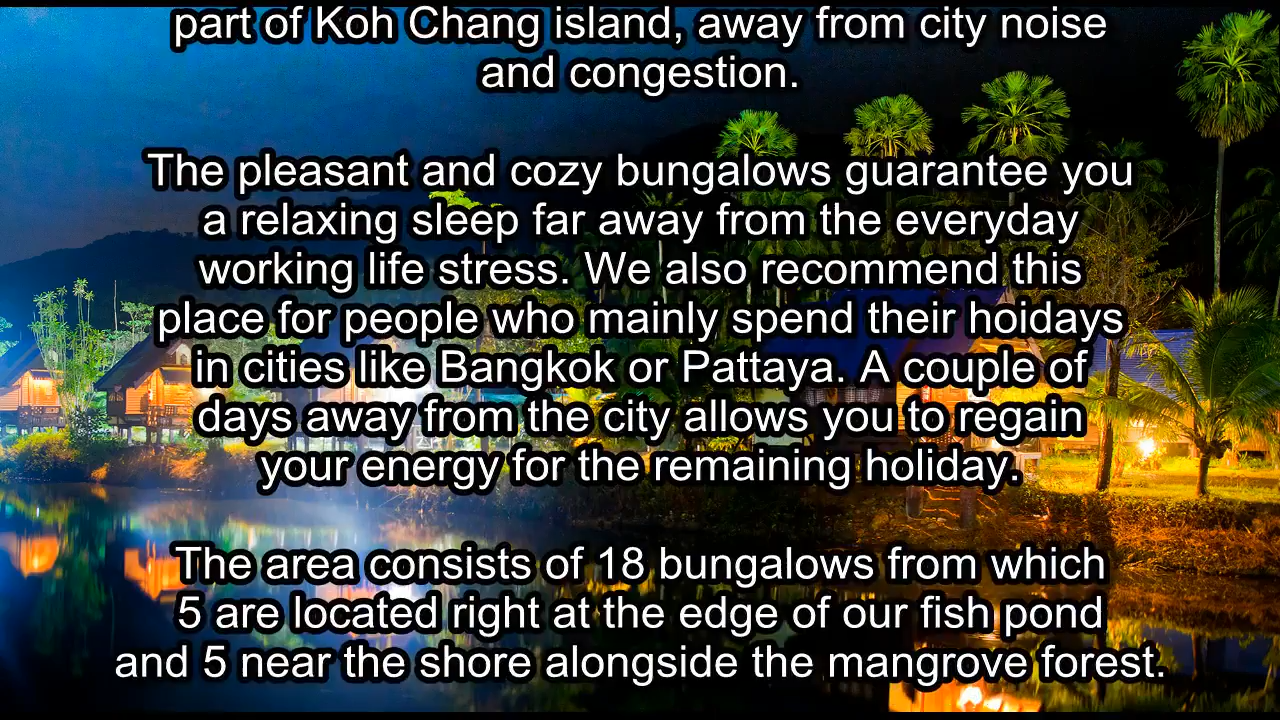 part of Koh Chang island, away from city noise
and congestion.
The pleasant and cozy bungalows guarantee you
a relaxing sleep far away from the everyday
working life stress. We also recommend this
place for people who mainly spend their hoidays
in cities like Bangkok or Pattaya. A couple of
days away from the city allows you to regain
your energy for the remaining holiday.
The area consists of 18 bungalows from which
5 are located right at the edge of our fish pond
and 5 near the shore alongside the mangrove forest.